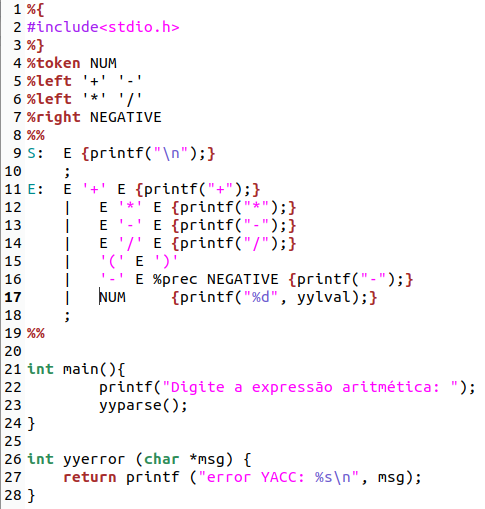 1 %{
2 #include<stdio.h>
3 %}
4 %token NUM
5 %left '+' '-'
6 %left '*' '/'
7 %right NEGATIVE
8 %%
9 S:  E {printf("\n");}
10     ;
11 E:  E '+' E {printf("+");}
12     |   E '*' E {printf("*");}
13     |   E '-' E {printf("-");}
14     |   E '/' E {printf("/");}
15     |   '(' E ')'
16     |   '-' E %prec NEGATIVE {printf("-");}
17     |   NUM     {printf("%d", yylval);}
18     ;
19 %%
20
21 int main(){
22         printf("Digite a expressão aritmética: ");
23         yyparse();
24 }
25
26 int yyerror (char *msg) {
27     return printf ("error YACC: %s\n", msg);
28 }